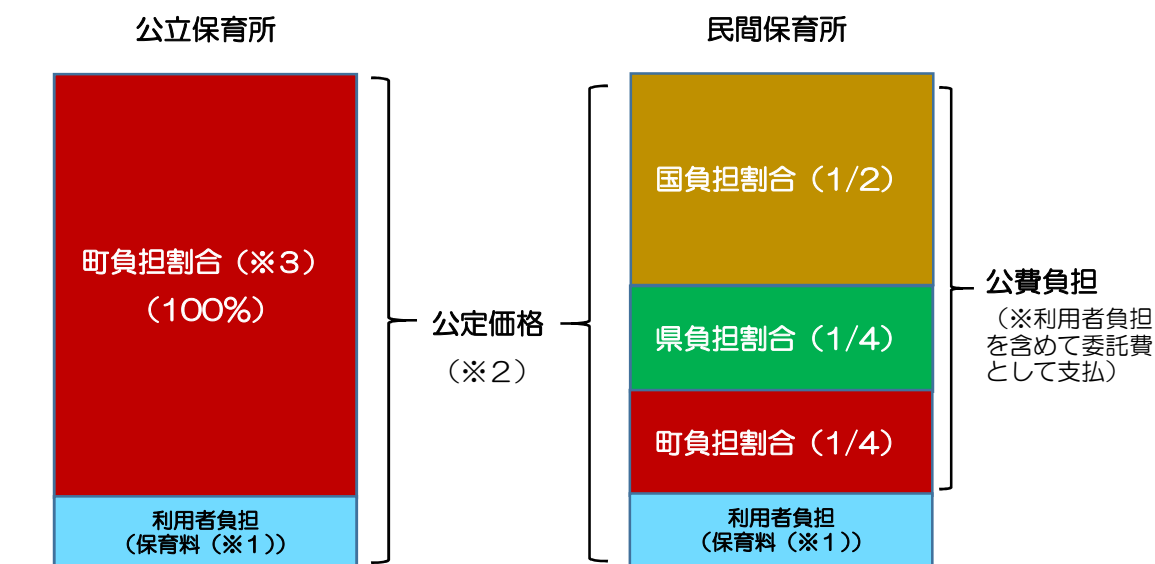 公立保育所
民間保育所
町負担割合（※３）
（100%）
利用者負担
（保育料（※１））
公定価格
（※２）
国負担割合（1/2）
県負担割合（1/4）
町負担割合（1/4）
利用者負担
（保育料（※１））
公費負担
（※利用者負担
を含めて委託費
として支払）